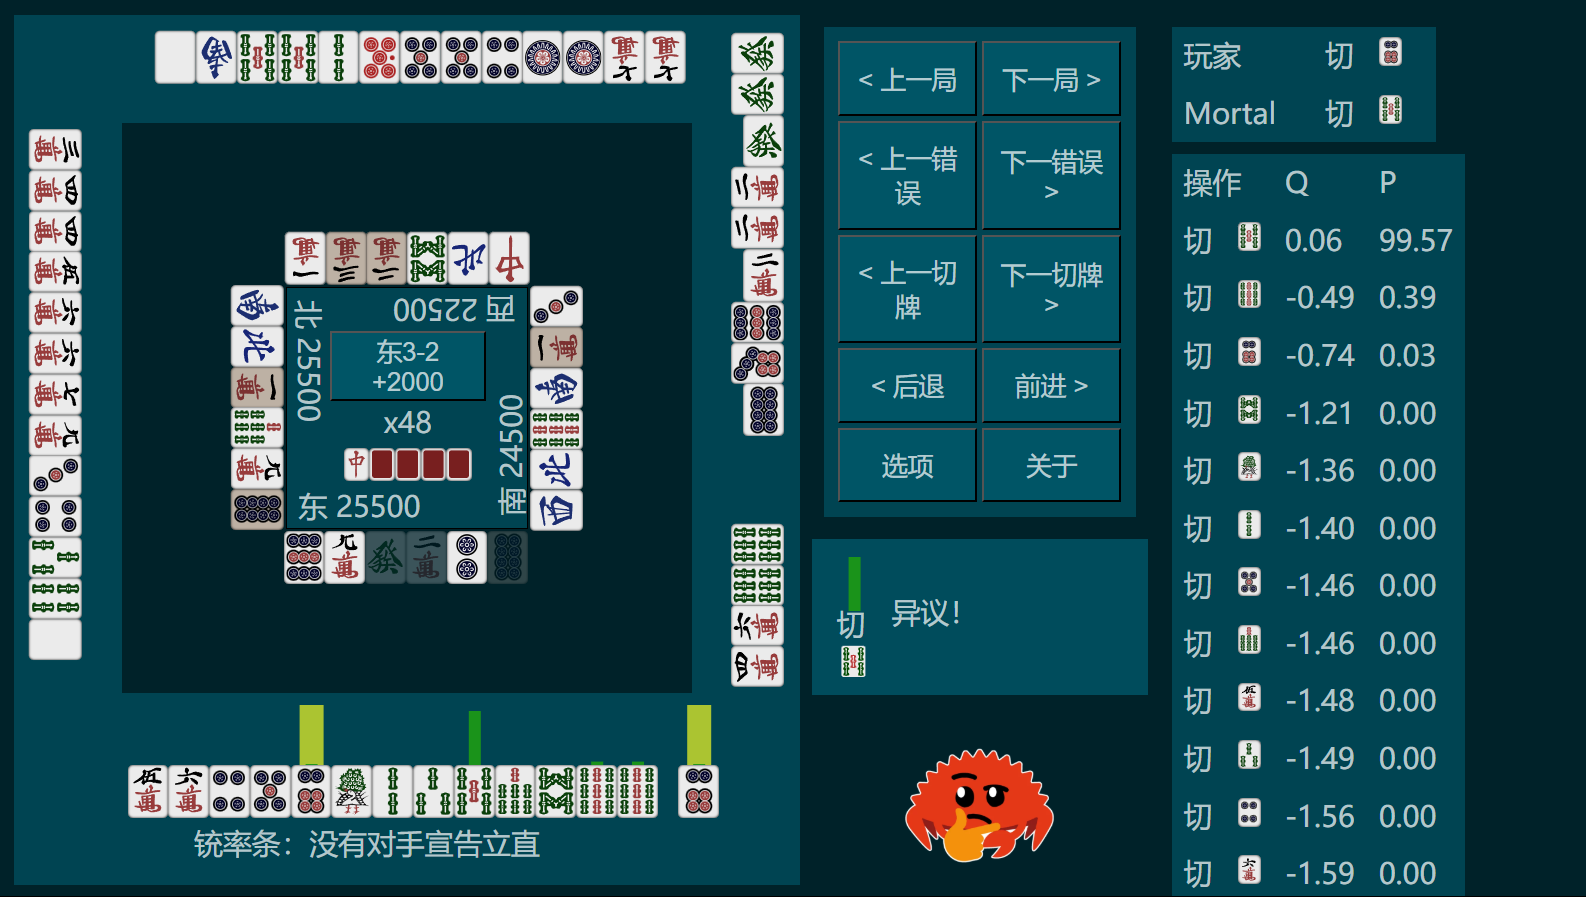 北 25500
西 22500
东3-2
+2000
x48
南 24500
东 25500
铳率条：没有对手宣告立直
< 上一局
下一局 >
< 上一错
误
下一错误
>
< 上一切
牌
下一切牌
>
< 后退
前进 >
选项
关于
切
异议！
玩家 切
Mortal 切
操作 Q P
切 0.06 99.57
切 -0.49 0.39
切 -0.74 0.03
切 -1.21 0.00
切 -1.36 0.00
切 -1.40 0.00
切 -1.46 0.00
切 -1.46 0.00
切 -1.48 0.00
切 -1.49 0.00
切 -1.56 0.00
切 -1.59 0.00